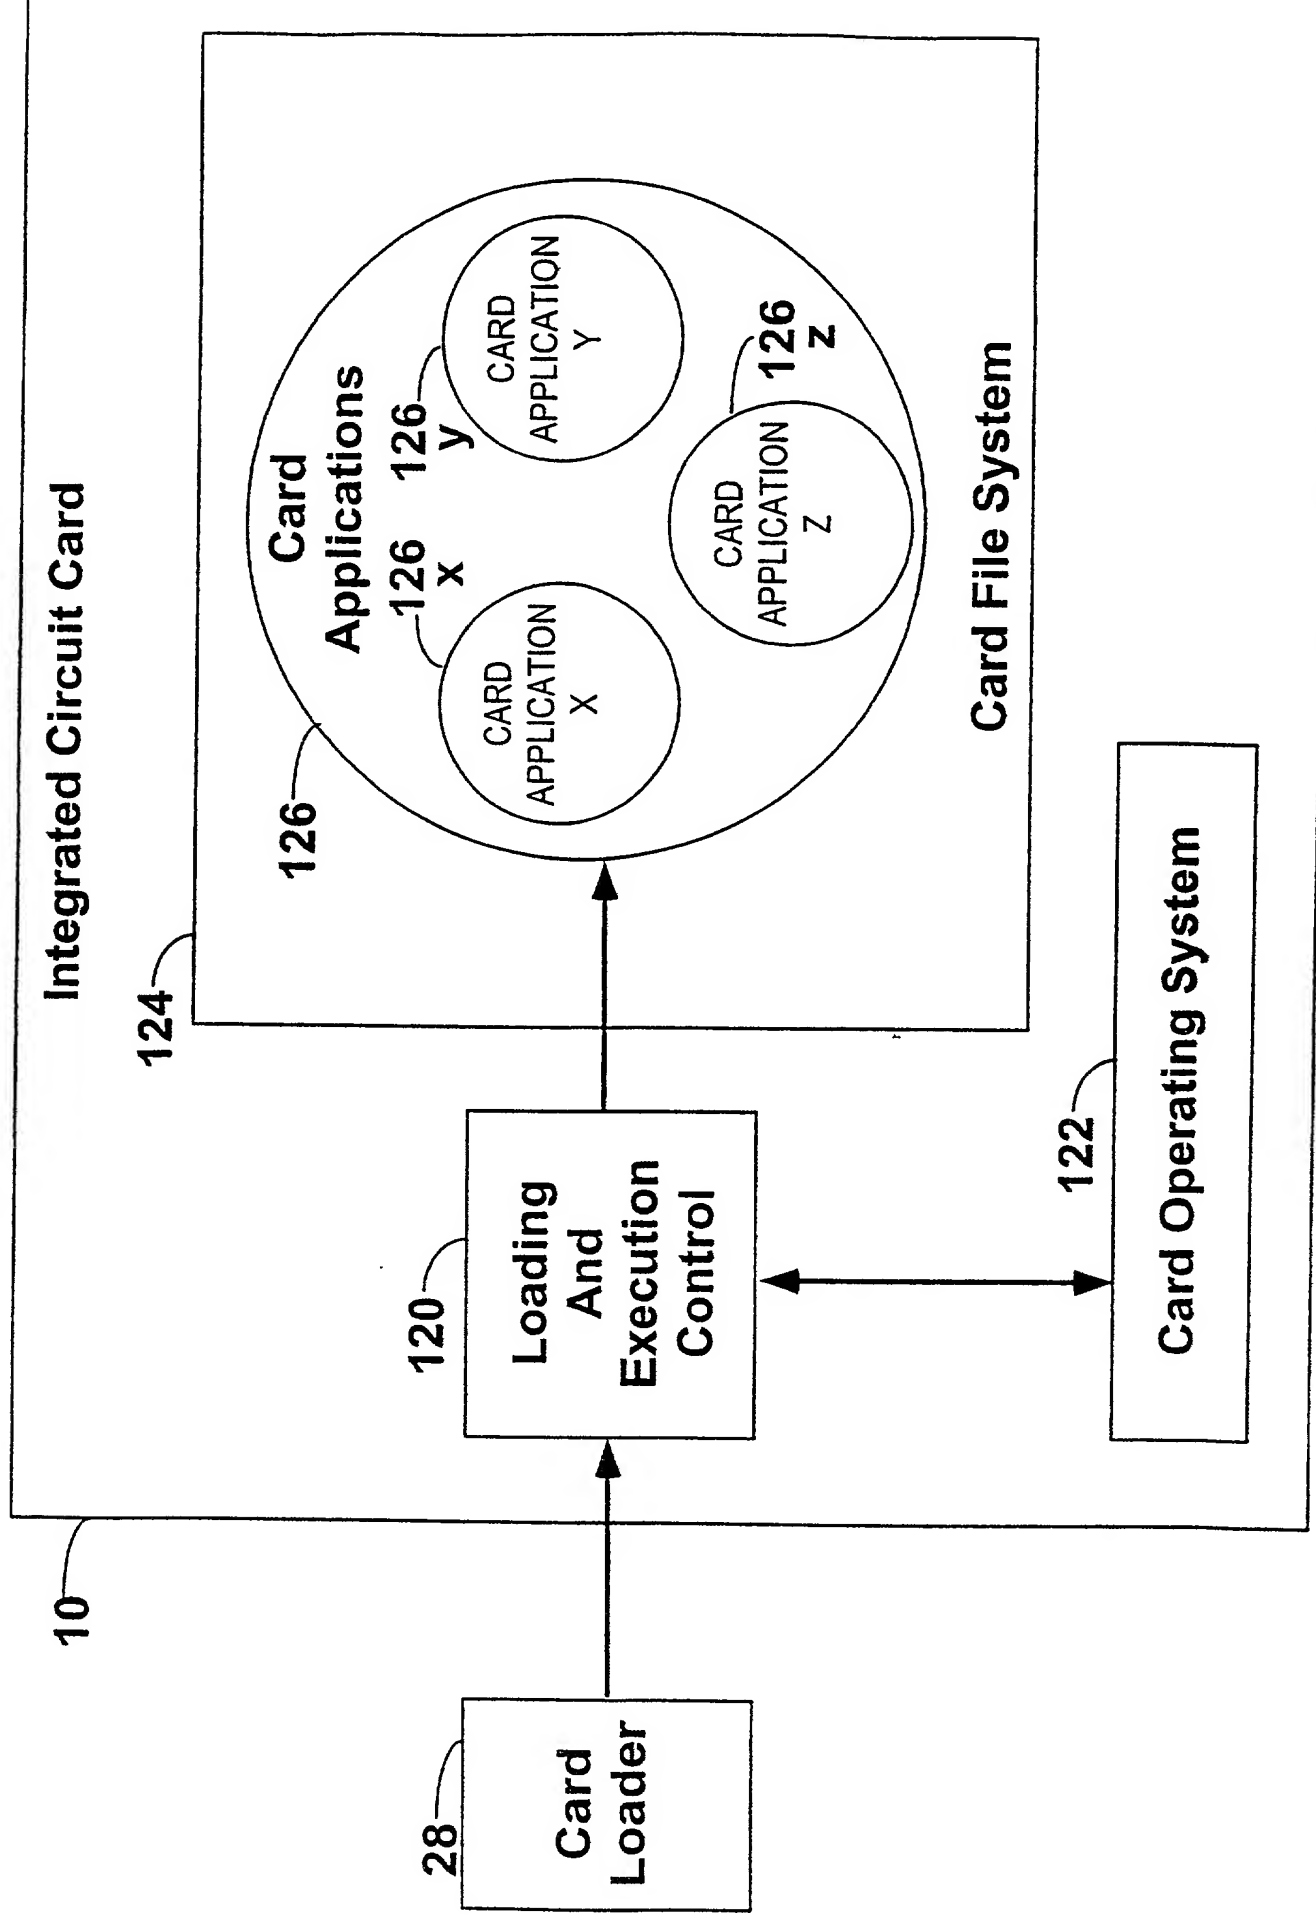 Integrated Circuit Card
10
28
Card
Loader
120
Loading
And
Execution
Control
122
Card Operating System
124
126
Card
Applications
126
x
CARD
APPLICATION
X
126
y
CARD
APPLICATION
Y
126
z
CARD
APPLICATION
Z
Card File System